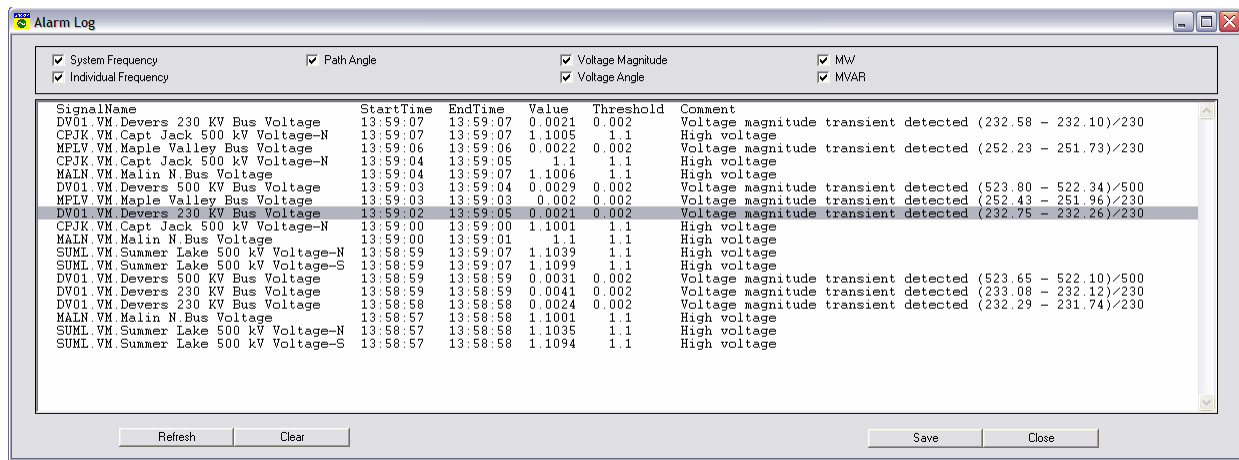 Alarm Log
System Frequency Path Angle Voltage Magnitude MW
Individual Frequency Voltage Angle MVAR
SignalName StartTime EndTime Value Threshold Comment
DV01.VM.Devers 230 KV Bus Voltage 13:59:07 13:59:07 0.0021 0.002 Voltage magnitude transient detected (232.58 - 232.10)/230
CPJK.VM.Capt Jack 500 kV Voltage-N 13:59:07 13:59:07 1.1005 1.1 High voltage
MPLV.VM.Maple Valley Bus Voltage 13:59:06 13:59:06 0.0022 0.002 Voltage magnitude transient detected (252.23 - 251.73)/230
CPJK.VM.Capt Jack 500 kV Voltage-N 13:59:04 13:59:05 1.1 1.1 High voltage
MALN.VM.Malin N.Bus Voltage 13:59:04 13:59:07 1.1006 1.1 High voltage
DV01.VM.Devers 500 KV Bus Voltage 13:59:03 13:59:04 0.0029 0.002 Voltage magnitude transient detected (523.80 - 522.34)/500
MPLV.VM.Maple Valley Bus Voltage 13:59:03 13:59:03 0.002 0.002 Voltage magnitude transient detected (252.43 - 251.96)/230
DV01.VM.Devers 230 KV Bus Voltage 13:59:02 13:59:05 0.0021 0.002 Voltage magnitude transient detected (232.75 - 232.26)/230
CPJK.VM.Capt Jack 500 kV Voltage-N 13:59:00 13:59:00 1.1001 1.1 High voltage
MALN.VM.Malin N.Bus Voltage 13:59:00 13:59:01 1.1 1.1 High voltage
SUML.VM.Summer Lake 500 kV Voltage-N 13:58:59 13:59:07 1.1039 1.1 High voltage
SUML.VM.Summer Lake 500 kV Voltage-S 13:58:59 13:59:07 1.1099 1.1 High voltage
DV01.VM.Devers 500 KV Bus Voltage 13:58:59 13:58:59 0.0031 0.002 Voltage magnitude transient detected (523.65 - 522.10)/500
DV01.VM.Devers 230 KV Bus Voltage 13:58:59 13:58:59 0.0041 0.002 Voltage magnitude transient detected (233.08 - 232.12)/230
DV01.VM.Devers 230 KV Bus Voltage 13:58:58 13:58:58 0.0024 0.002 Voltage magnitude transient detected (232.29 - 231.74)/230
MALN.VM.Malin N.Bus Voltage 13:58:57 13:58:58 1.1001 1.1 High voltage
SUML.VM.Summer Lake 500 kV Voltage-N 13:58:57 13:58:58 1.1035 1.1 High voltage
SUML.VM.Summer Lake 500 kV Voltage-S 13:58:57 13:58:58 1.1094 1.1 High voltage
Refresh Clear Save Close